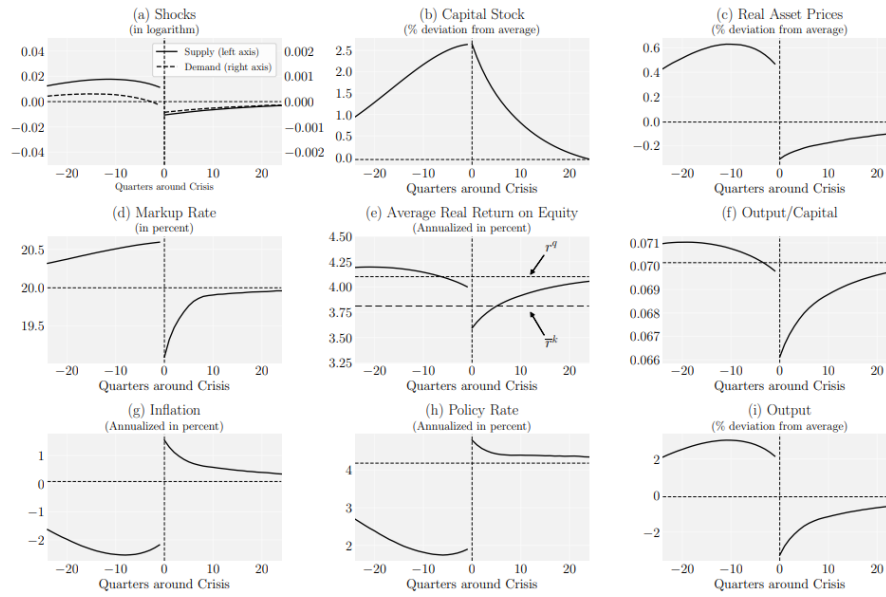 (a) Shocks
(in logarithm)
0.04
0.02
0.00
−0.02
−0.04
0.002
0.001
0.000
−0.001
−0.002
Supply (left axis)
Demand (right axis)
−20 −10 0 10 20
Quarters around Crisis
(b) Capital Stock
(% deviation from average)
2.5
2.0
1.5
1.0
0.5
0.0
−20 −10 0 10 20
Quarters around Crisis
(c) Real Asset Prices
(% deviation from average)
0.6
0.4
0.2
0.0
−0.2
−20 −10 0 10 20
Quarters around Crisis
(d) Markup Rate
(in percent)
20.5
20.0
19.5
−20 −10 0 10 20
Quarters around Crisis
(e) Average Real Return on Equity
(Annualized in percent)
4.50
4.25
4.00
3.75
3.50
3.25
r^q
r̅^k
−20 −10 0 10 20
Quarters around Crisis
(f) Output/Capital
0.071
0.070
0.069
0.068
0.067
0.066
−20 −10 0 10 20
Quarters around Crisis
(g) Inflation
(Annualized in percent)
1
0
−1
−2
−20 −10 0 10 20
Quarters around Crisis
(h) Policy Rate
(Annualized in percent)
4
3
2
−20 −10 0 10 20
Quarters around Crisis
(i) Output
(% deviation from average)
2
0
−2
−20 −10 0 10 20
Quarters around Crisis